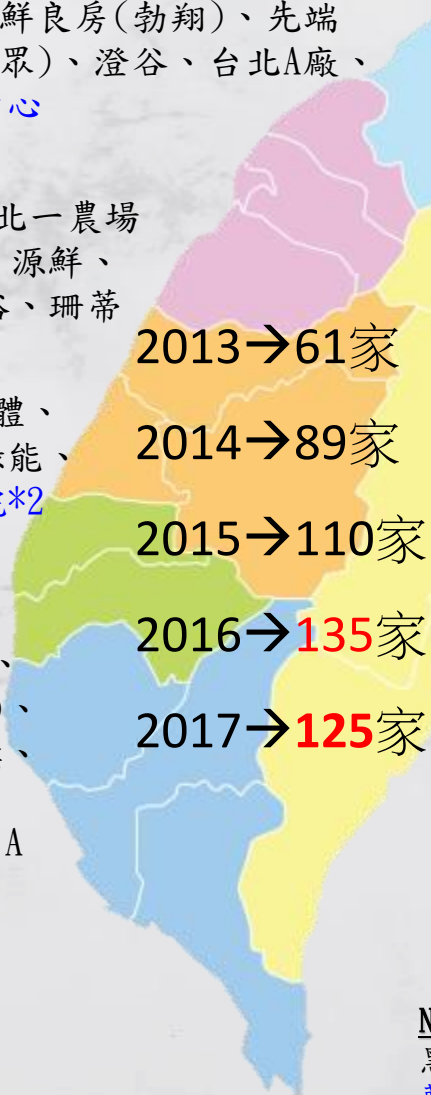 鮮良房(勃翔)、先端
眾)、澄谷、台北A廠、
心
北一農場
源鮮、
、珊蒂
2013→61家
體、
2014→89家
能、
*2
2015→110家
2016→135家
、
、
2017→125家
、
A